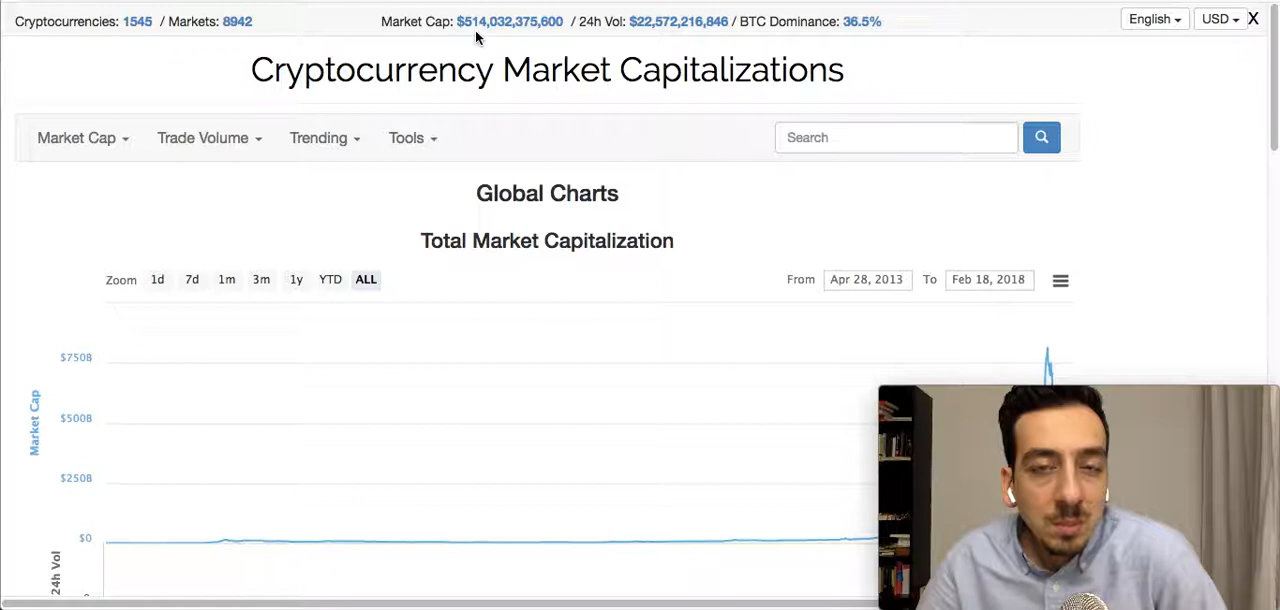 Cryptocurrencies: 1545 / Markets: 8942 Market Cap: $514,032,375,600 / 24h Vol: $22,572,216,846 / BTC Dominance: 36.5% English USD X
Cryptocurrency Market Capitalizations
Market Cap Trade Volume Trending Tools Search
Global Charts
Total Market Capitalization
Zoom 1d 7d 1m 3m 1y YTD ALL From Apr 28, 2013 To Feb 18, 2018
$750B
$500B
$250B
$0
Market Cap
24h Vol